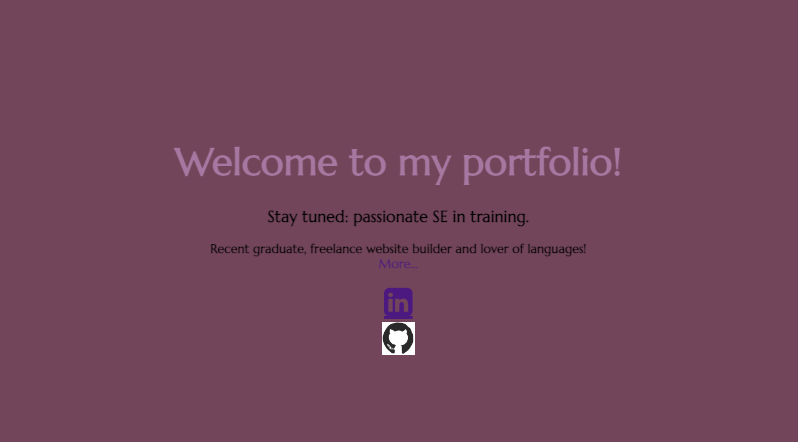 Welcome to my portfolio!
Stay tuned: passionate SE in training.
Recent graduate, freelance website builder and lover of languages!
More...
in